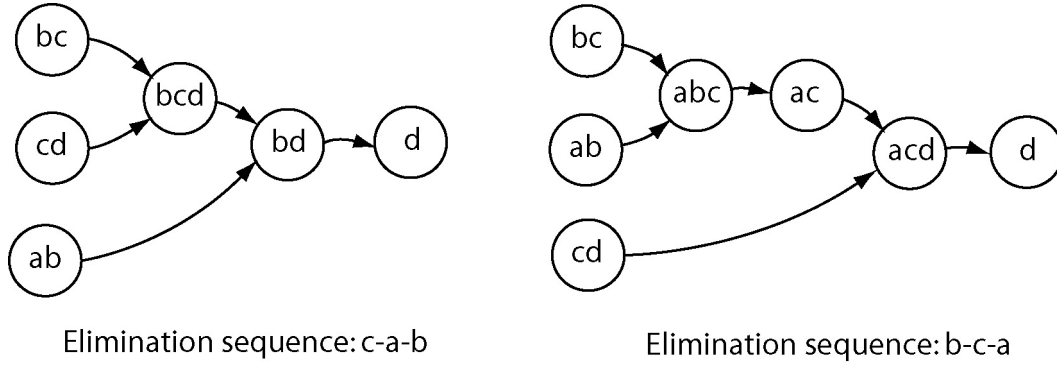 bc
bcd
cd
bd
d
ab
Elimination sequence: c-a-b
bc
abc
ac
ab
acd
d
cd
Elimination sequence: b-c-a